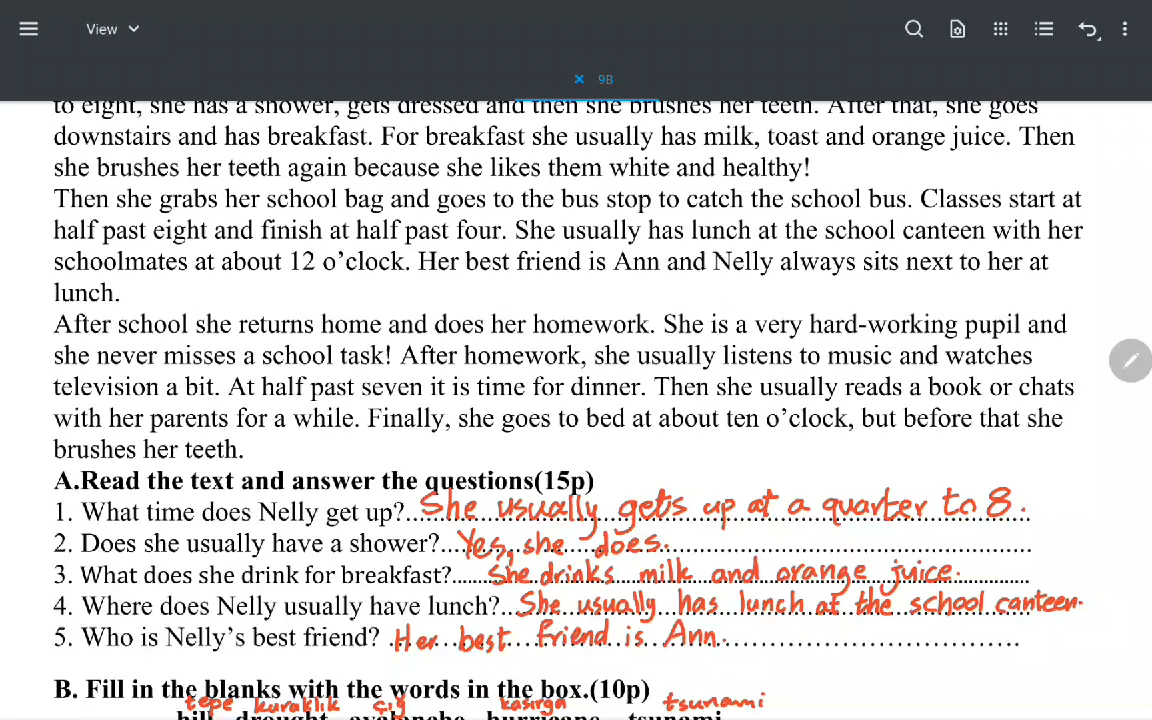 View
× 9B
to eight, she has a shower, gets dressed and then she brushes her teeth. After that, she goes
downstairs and has breakfast. For breakfast she usually has milk, toast and orange juice. Then
she brushes her teeth again because she likes them white and healthy!
Then she grabs her school bag and goes to the bus stop to catch the school bus. Classes start at
half past eight and finish at half past four. She usually has lunch at the school canteen with her
schoolmates at about 12 o’clock. Her best friend is Ann and Nelly always sits next to her at
lunch.
After school she returns home and does her homework. She is a very hard-working pupil and
she never misses a school task! After homework, she usually listens to music and watches
television a bit. At half past seven it is time for dinner. Then she usually reads a book or chats
with her parents for a while. Finally, she goes to bed at about ten o’clock, but before that she
brushes her teeth.
A.Read the text and answer the questions(15p)
1. What time does Nelly get up? She usually gets up at a quarter to 8.
2. Does she usually have a shower? Yes, she does.
3. What does she drink for breakfast? She drinks milk and orange juice.
4. Where does Nelly usually have lunch? She usually has lunch at the school canteen.
5. Who is Nelly’s best friend? Her best friend is Ann.
B. Fill in the blanks with the words in the box.(10p)
tepe kuraklık çığ kasırga tsunami
hill drought avalanche hurricane tsunami